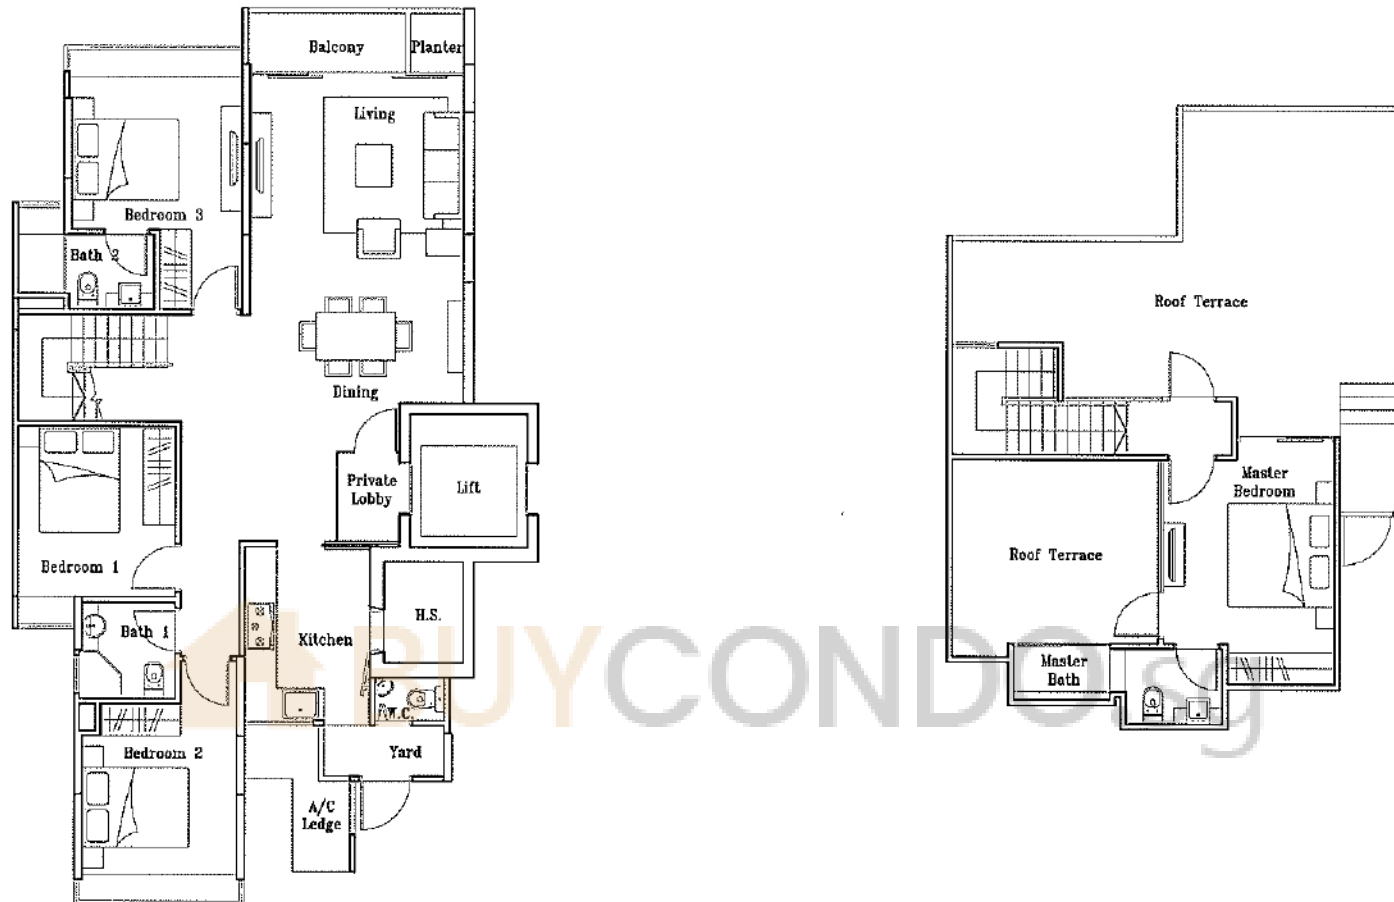 Balcony
Planter
Living
Bedroom 3
Bath 2
Dining
Private
Lobby
Lift
Bedroom 1
Bath 1
Kitchen
H.S.
W.C.
Bedroom 2
Yard
A/C
Ledge
Roof Terrace
Master
Bedroom
Roof Terrace
Master
Bath
BUYCONDO.sg